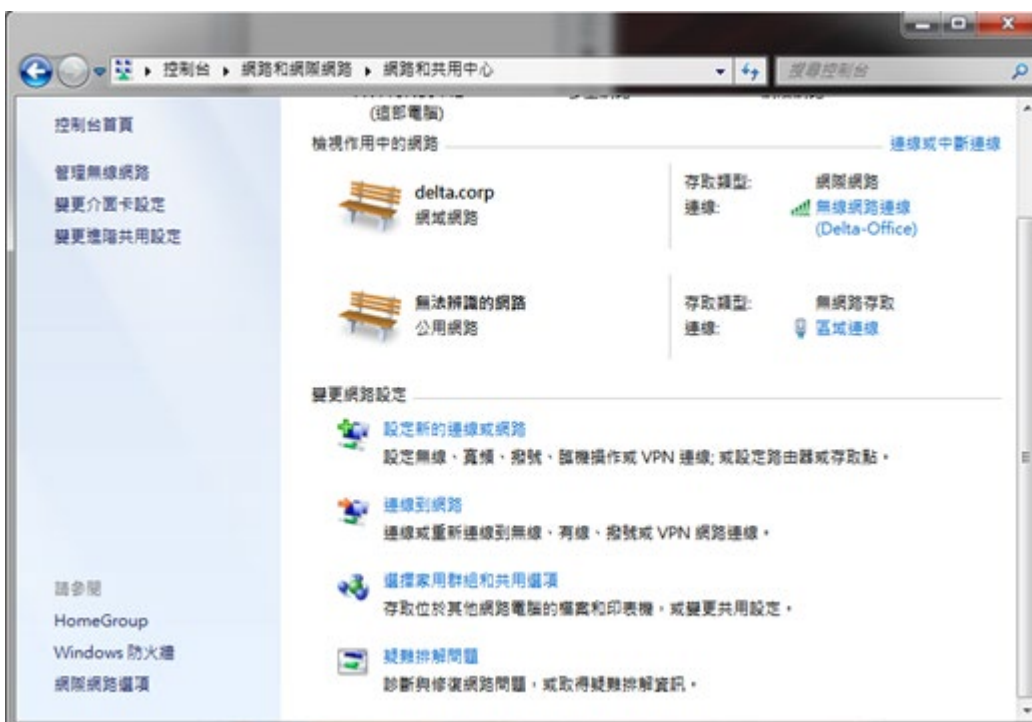 控制台 ▸ 網路和網際網路 ▸ 網路和共用中心
搜尋控制台
(這部電腦)
控制台首頁
管理無線網路
變更介面卡設定
變更進階共用設定
檢視作用中的網路
連線或中斷連線
delta.corp
網域網路
存取類型:
網際網路
連線:
無線網路連線
(Delta-Office)
無法辨識的網路
公用網路
存取類型:
無網路存取
連線:
區域連線
變更網路設定
設定新的連線或網路
設定無線、寬頻、撥號、臨機操作或 VPN 連線; 或設定路由器或存取點。
連線到網路
連線或重新連線到無線、有線、撥號或 VPN 網路連線。
選擇家用群組和共用選項
存取位於其他網路電腦的檔案和印表機，或變更共用設定。
疑難排解問題
診斷與修復網路問題，或取得疑難排解資訊。
請參閱
HomeGroup
Windows 防火牆
網際網路選項